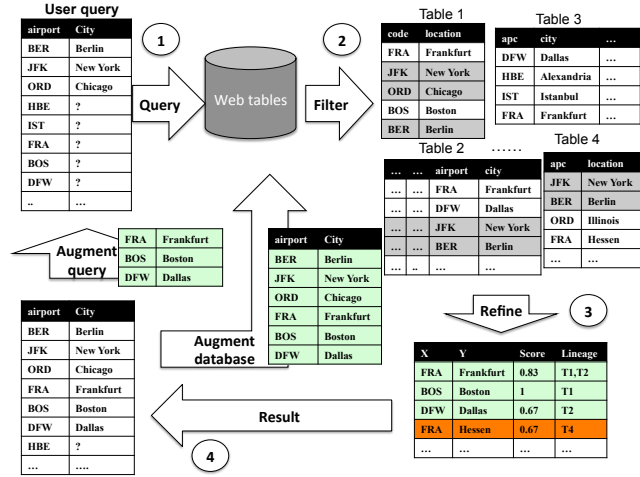 User query
airport City
BER Berlin
JFK New York
ORD Chicago
HBE ?
IST ?
FRA ?
BOS ?
DFW ?
.. …
1
Query
Web tables
2
Filter
Table 1
code location
FRA Frankfurt
JFK New York
ORD Chicago
BOS Boston
BER Berlin
Table 3
apc city …
DFW Dallas …
HBE Alexandria …
IST Istanbul …
FRA Frankfurt …
Table 2
……
… … airport city
… … FRA Frankfurt
… … DFW Dallas
… … JFK New York
… … BER Berlin
… .. … …
Table 4
apc location
JFK New York
BER Berlin
ORD Illinois
FRA Hessen
… …
Augment
query
FRA Frankfurt
BOS Boston
DFW Dallas
airport City
BER Berlin
JFK New York
ORD Chicago
FRA Frankfurt
BOS Boston
DFW Dallas
Augment
database
Refine
3
X Y Score Lineage
FRA Frankfurt 0.83 T1,T2
BOS Boston 1 T1
DFW Dallas 0.67 T2
FRA Hessen 0.67 T4
… … … …
Result
4
airport City
BER Berlin
JFK New York
ORD Chicago
FRA Frankfurt
BOS Boston
DFW Dallas
HBE ?
… ….